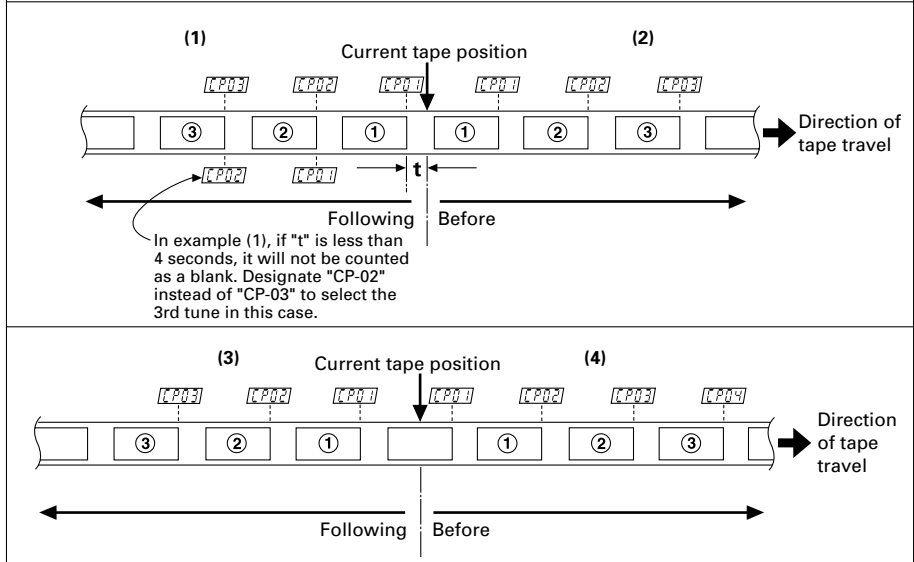 (1)
Current tape position
(2)
CP03 CP02 CP01 CP01 CP02 CP03
③ ② ① ① ② ③
Direction of
tape travel
CP02 CP01
t
Following Before
In example (1), if "t" is less than
4 seconds, it will not be counted
as a blank. Designate "CP-02"
instead of "CP-03" to select the
3rd tune in this case.
(3)
Current tape position
(4)
CP03 CP02 CP01 CP01 CP02 CP03 CP04
③ ② ① ① ② ③
Direction
of tape
travel
Following Before